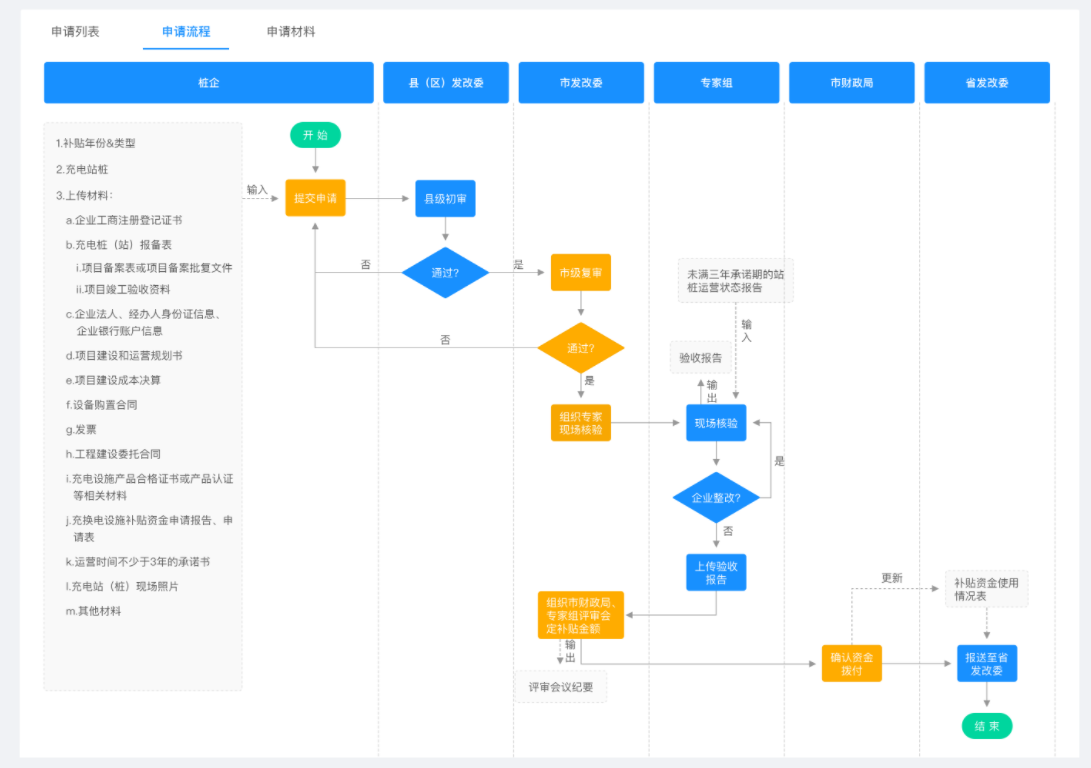 申请列表
申请流程
申请材料
桩企
县（区）发改委
市发改委
专家组
市财政局
省发改委
1.补贴年份&类型
2.充电站桩
3.上传材料：
a.企业工商注册登记证书
b.充电桩（站）报备表
i.项目备案表或项目备案批复文件
ii.项目竣工验收资料
c.企业法人、经办人身份证信息、
企业银行账户信息
d.项目建设和运营规划书
e.项目建设成本决算
f.设备购置合同
g.发票
h.工程建设委托合同
i.充电设施产品合格证书或产品认证
等相关材料
j.充换电设施补贴资金申请报告、申
请表
k.运营时间不少于3年的承诺书
l.充电站（桩）现场照片
m.其他材料
输入
开 始
提交申请
县级初审
通过?
否
是
市级复审
通过?
否
是
组织专家
现场核验
未满三年承诺期的站
桩运营状态报告
输
入
验收报告
输
出
现场核验
是
企业整改?
否
上传验收
报告
组织市财政局、
专家组评审会
定补贴金额
输
出
评审会议纪要
更新
补贴资金使用
情况表
确认资金
拨付
报送至省
发改委
结 束